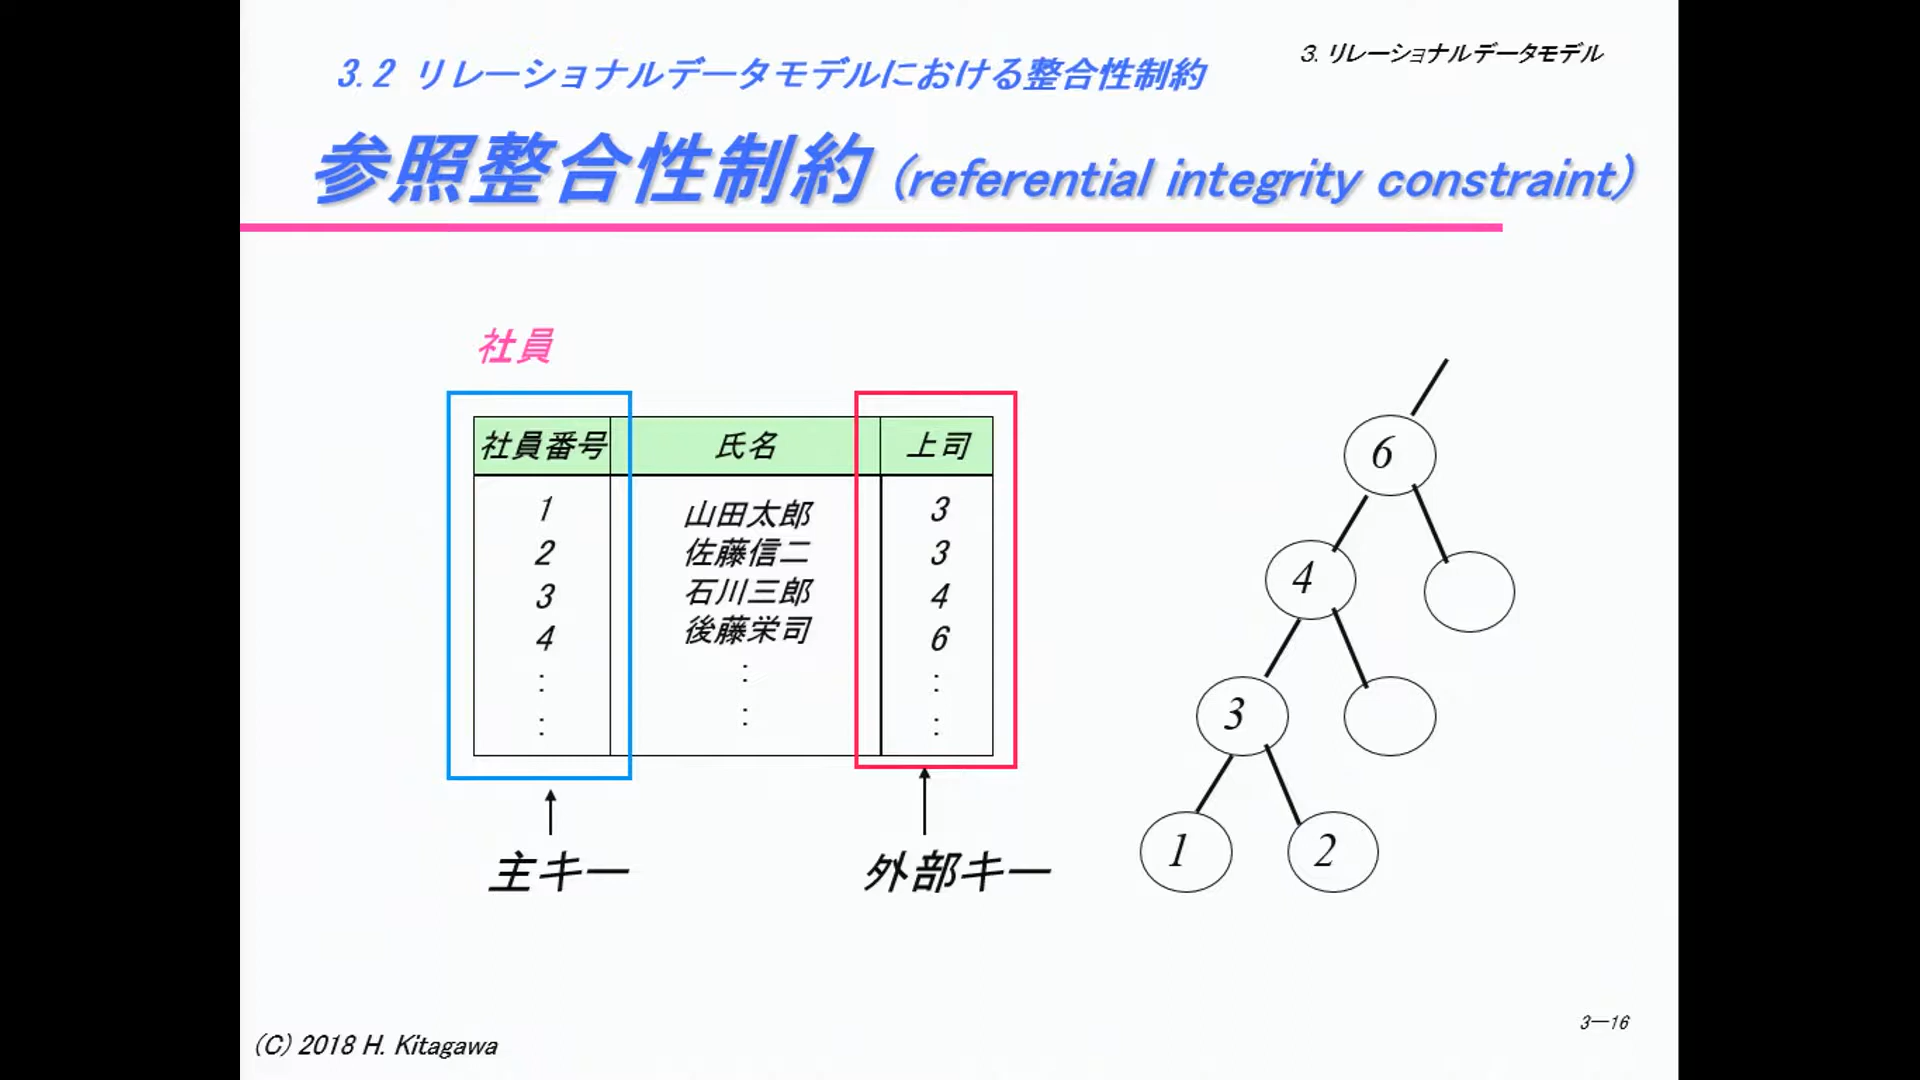 3. リレーショナルデータモデル
3.2 リレーショナルデータモデルにおける整合性制約
参照整合性制約 (referential integrity constraint)
社員
社員番号 氏名 上司
1 山田太郎 3
2 佐藤信二 3
3 石川三郎 4
4 後藤栄司 6
: : :
: : :
主キー
外部キー
6
4
3
1 2
(C) 2018 H. Kitagawa
3—16